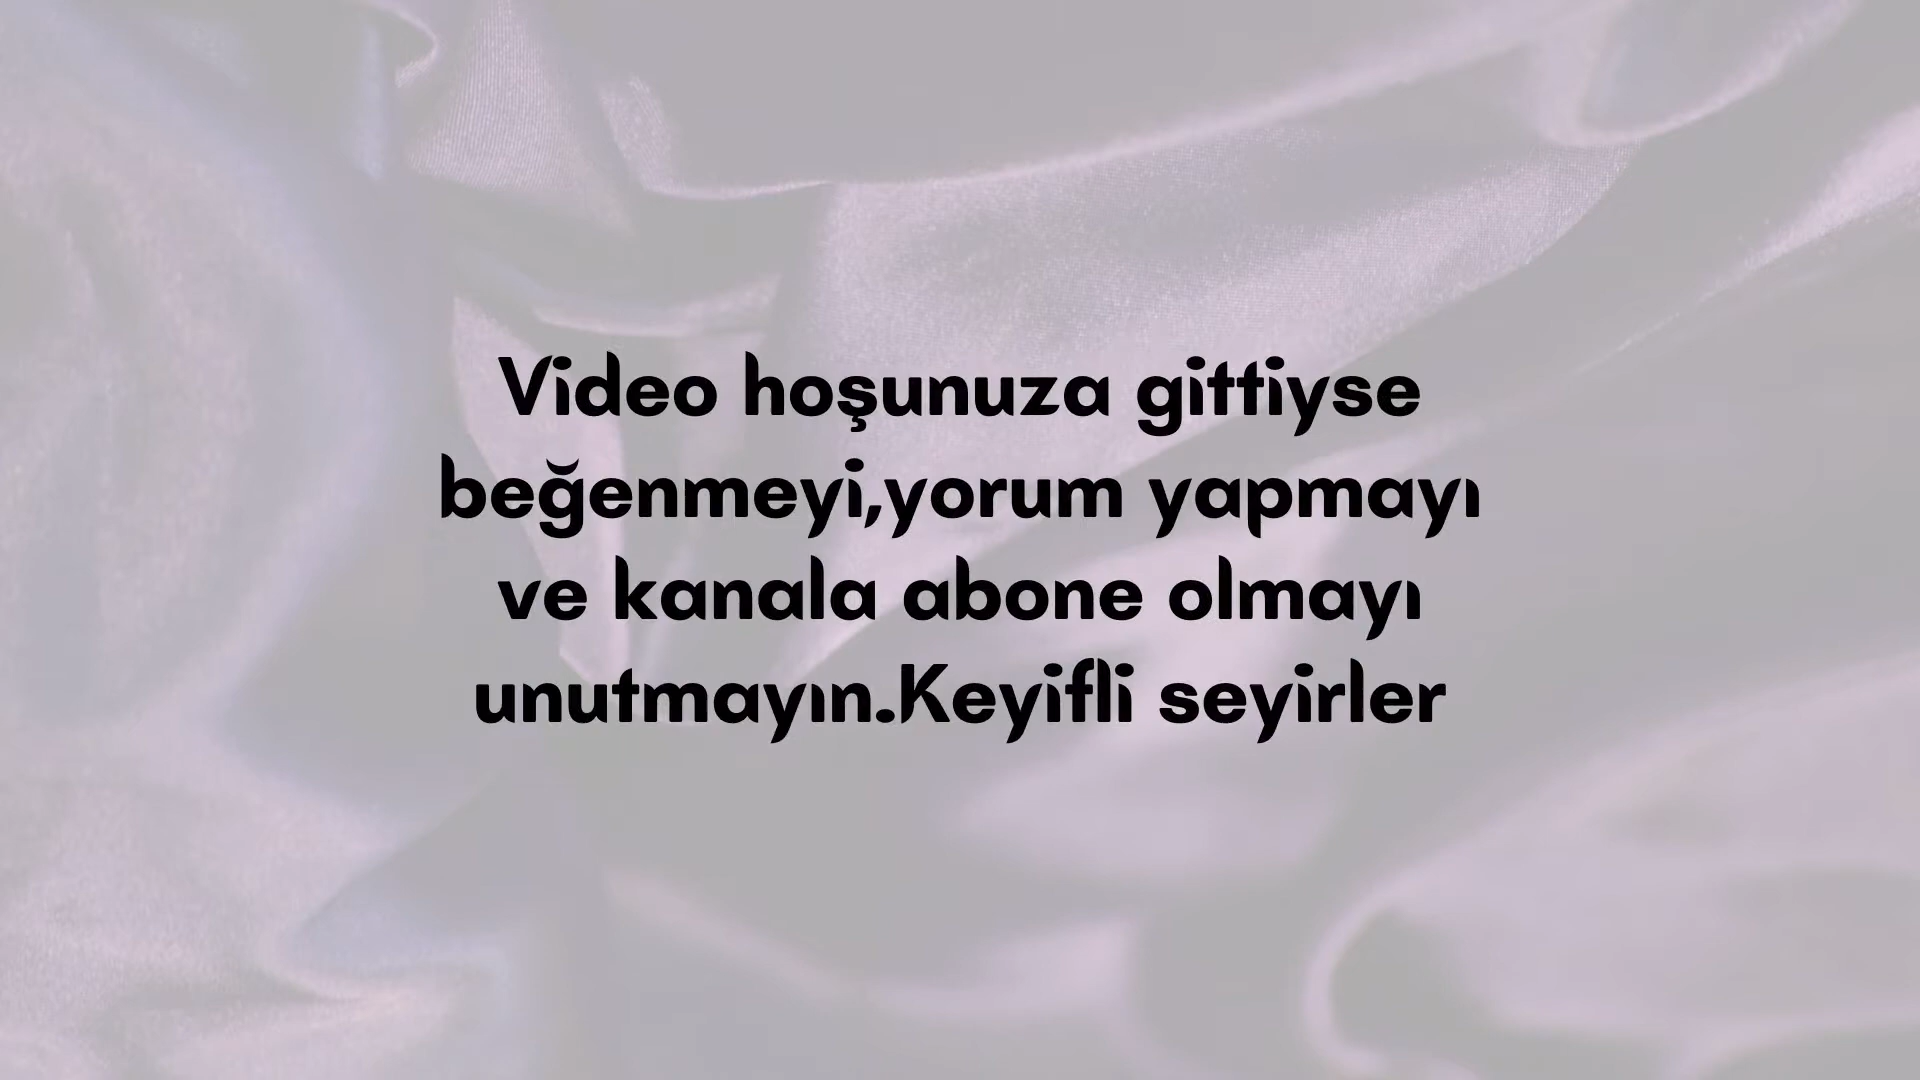 Video hoşunuza gittiyse
beğenmeyi,yorum yapmayı
ve kanala abone olmayı
unutmayın.Keyifli seyirler